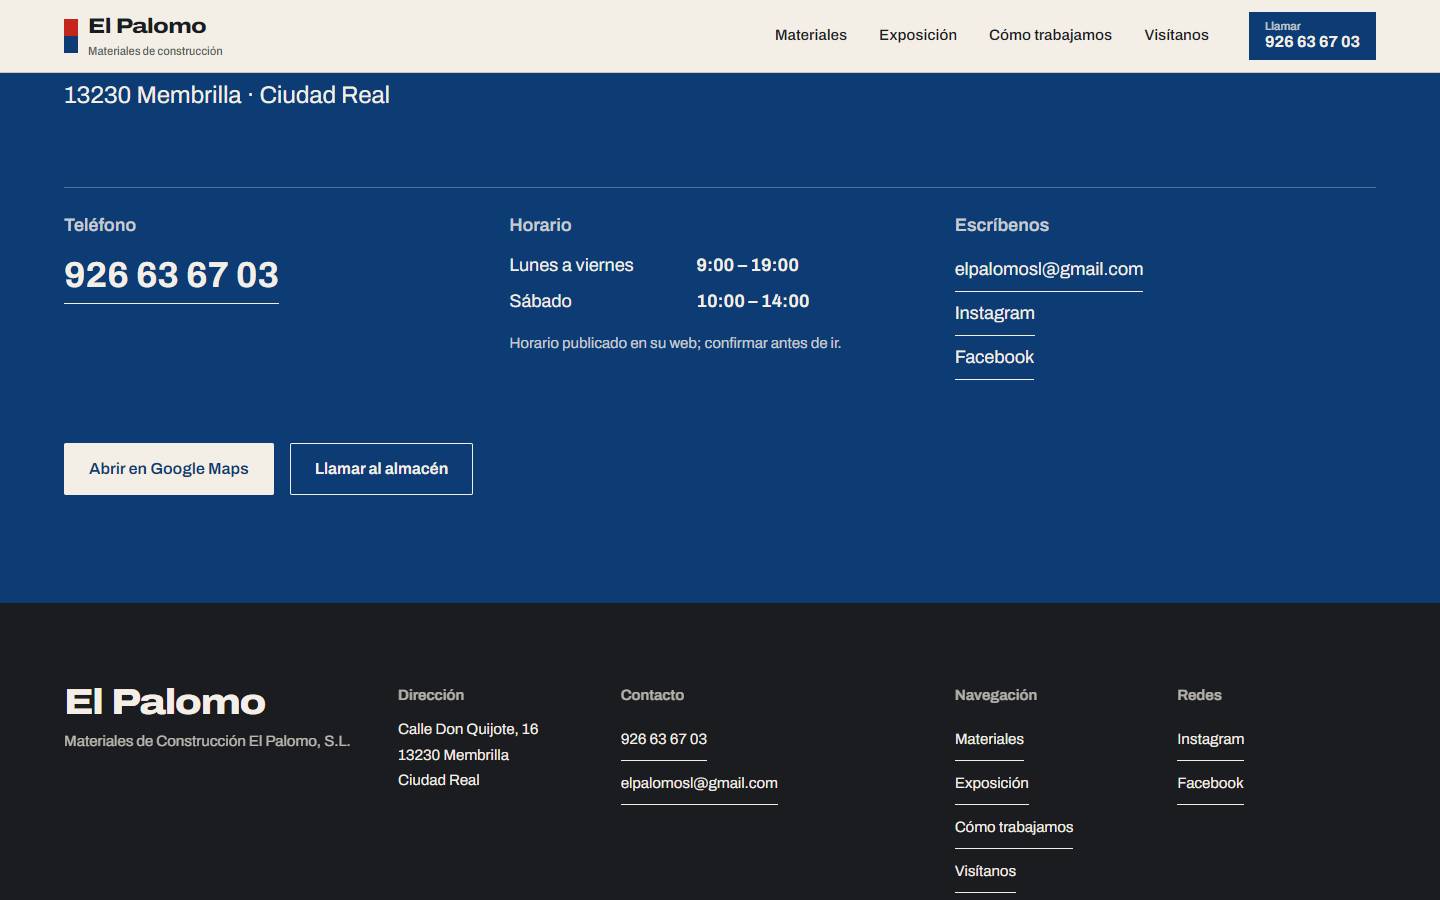 El Palomo
Materiales de construcción
Materiales
Exposición
Cómo trabajamos
Visítanos
Llamar
926 63 67 03
13230 Membrilla · Ciudad Real
Teléfono
926 63 67 03
Horario
Lunes a viernes 9:00 – 19:00
Sábado 10:00 – 14:00
Horario publicado en su web; confirmar antes de ir.
Escríbenos
elpalomosl@gmail.com
Instagram
Facebook
Abrir en Google Maps
Llamar al almacén
El Palomo
Materiales de Construcción El Palomo, S.L.
Dirección
Calle Don Quijote, 16
13230 Membrilla
Ciudad Real
Contacto
926 63 67 03
elpalomosl@gmail.com
Navegación
Materiales
Exposición
Cómo trabajamos
Visítanos
Redes
Instagram
Facebook